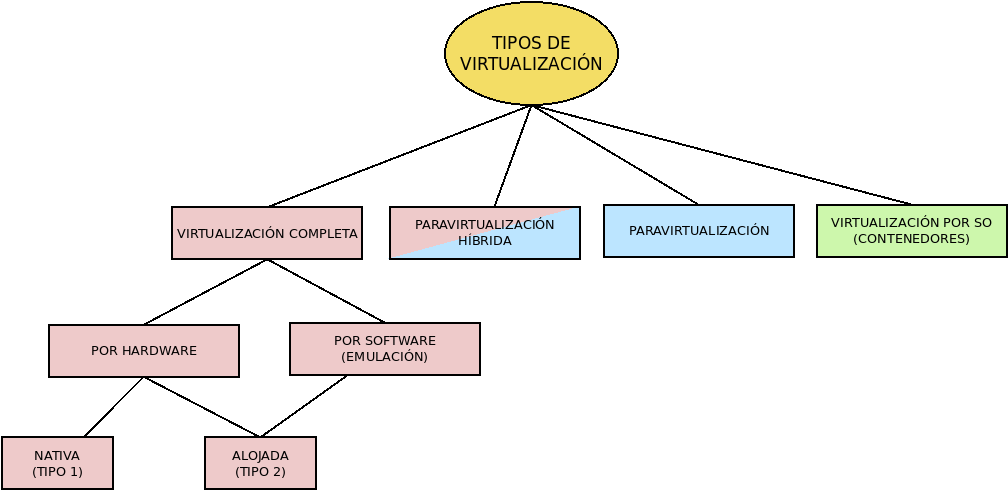 TIPOS DE
VIRTUALIZACIÓN
VIRTUALIZACIÓN COMPLETA
PARAVIRTUALIZACIÓN
HÍBRIDA
PARAVIRTUALIZACIÓN
VIRTUALIZACIÓN POR SO
(CONTENEDORES)
POR HARDWARE
POR SOFTWARE
(EMULACIÓN)
NATIVA
(TIPO 1)
ALOJADA
(TIPO 2)